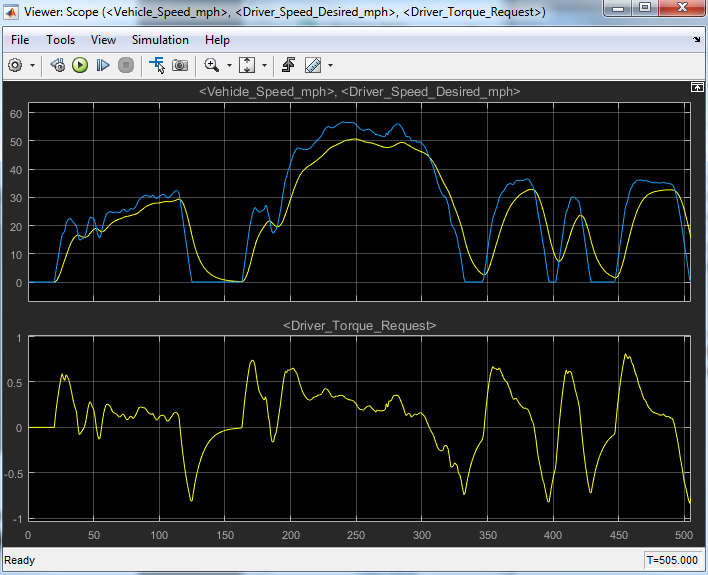 Viewer: Scope (<Vehicle_Speed_mph>, <Driver_Speed_Desired_mph>, <Driver_Torque_Request>)
File Tools View Simulation Help
<Vehicle_Speed_mph>, <Driver_Speed_Desired_mph>
60
50
40
30
20
10
0
<Driver_Torque_Request>
1
0.5
0
-0.5
-1
0 50 100 150 200 250 300 350 400 450 500
Ready T=505.000